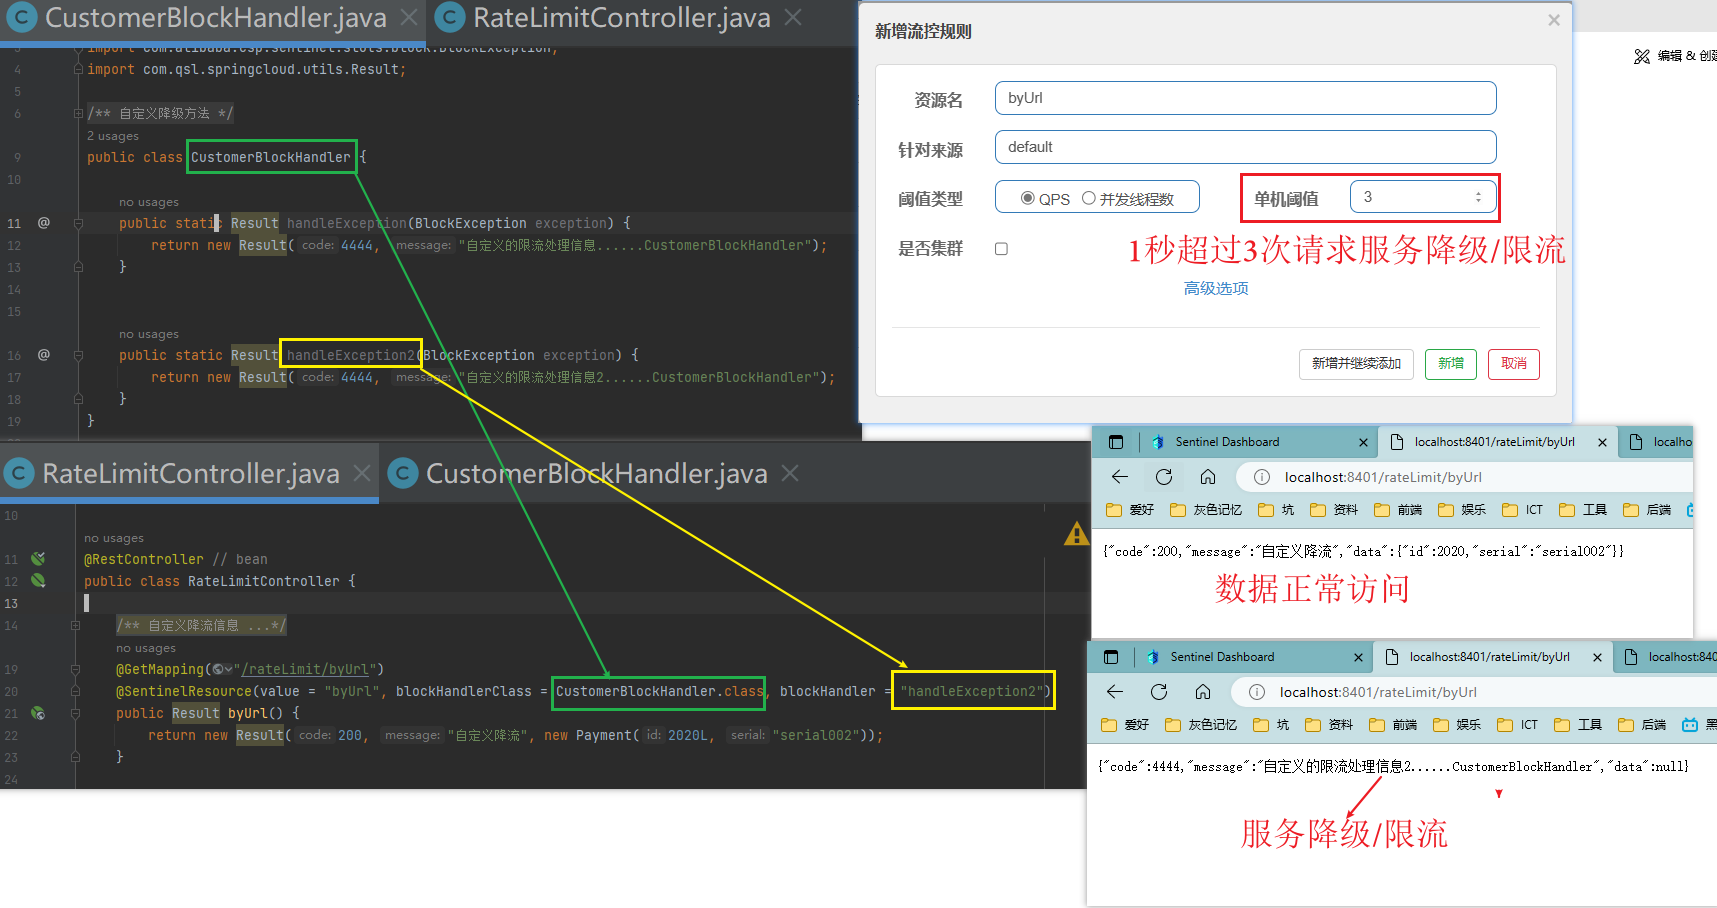 CustomerBlockHandler.java
RateLimitController.java
3 import com.alibaba.csp.sentinel.slots.block.BlockException;
4 import com.qsl.springcloud.utils.Result;
5
6 /** 自定义降级方法 */
2 usages
9 public class CustomerBlockHandler {
10
no usages
11 @ public static Result handleException(BlockException exception) {
12 return new Result( code: 4444, message: "自定义的限流处理信息......CustomerBlockHandler");
13 }
14
15
no usages
16 @ public static Result handleException2(BlockException exception) {
17 return new Result( code: 4444, message: "自定义的限流处理信息2......CustomerBlockHandler");
18 }
19 }
RateLimitController.java
CustomerBlockHandler.java
10
no usages
11 @RestController // bean
12 public class RateLimitController {
13
14 /** 自定义降流信息 ...*/
no usages
19 @GetMapping("/rateLimit/byUrl")
20 @SentinelResource(value = "byUrl", blockHandlerClass = CustomerBlockHandler.class, blockHandler = "handleException2")
21 public Result byUrl() {
22 return new Result( code: 200, message: "自定义降流", new Payment( id: 2020L, serial: "serial002"));
23 }
24
新增流控规则
编辑 & 创建
资源名 byUrl
针对来源 default
阈值类型 QPS 并发线程数 单机阈值 3
是否集群
1秒超过3次请求服务降级/限流
高级选项
新增并继续添加 新增 取消
Sentinel Dashboard localhost:8401/rateLimit/byUrl localho
localhost:8401/rateLimit/byUrl
爱好 灰色记忆 坑 资料 前端 娱乐 ICT 工具 后端
{"code":200,"message":"自定义降流","data":{"id":2020,"serial":"serial002"}}
数据正常访问
Sentinel Dashboard localhost:8401/rateLimit/byUrl localhost:840
localhost:8401/rateLimit/byUrl
爱好 灰色记忆 坑 资料 前端 娱乐 ICT 工具 后端 黑
{"code":4444,"message":"自定义的限流处理信息2......CustomerBlockHandler","data":null}
服务降级/限流